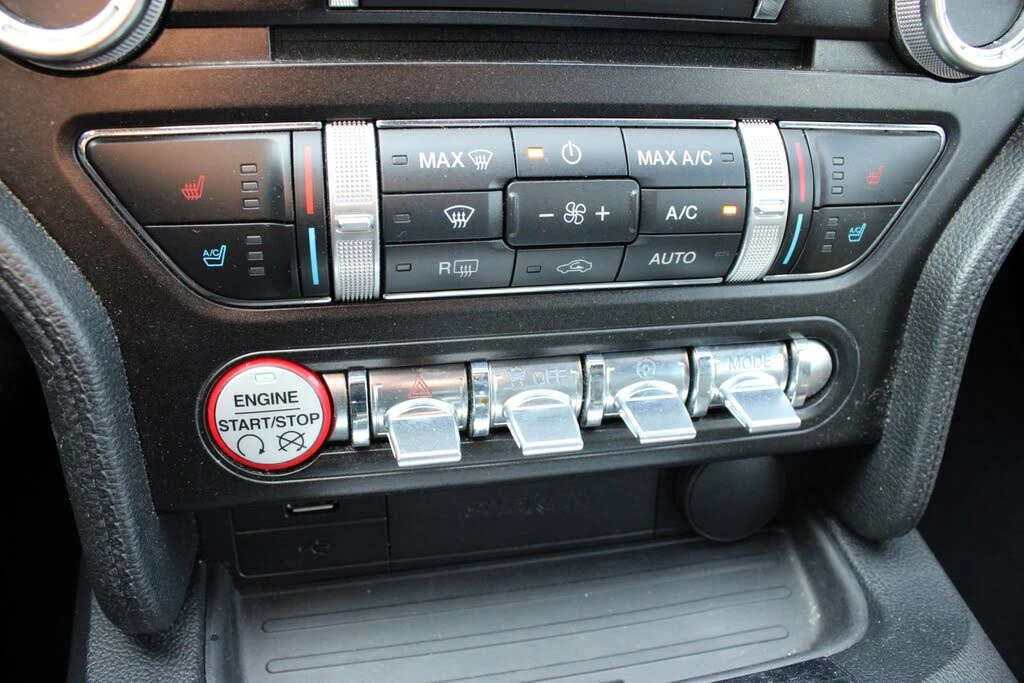 MAX
MAX A/C
- +
A/C
A/C
A/C
R
AUTO
ENGINE
START/STOP
OFF
MODE